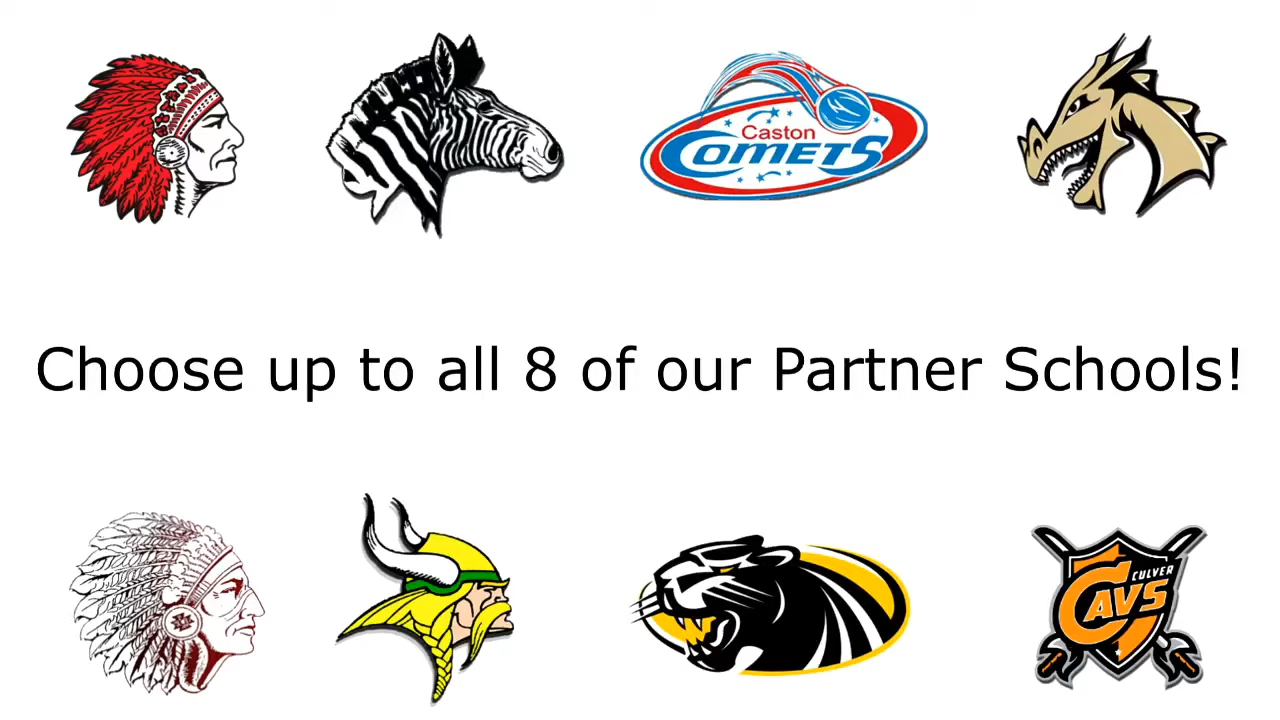 Caston
COMETS
Choose up to all 8 of our Partner Schools!
CULVER
CAVS